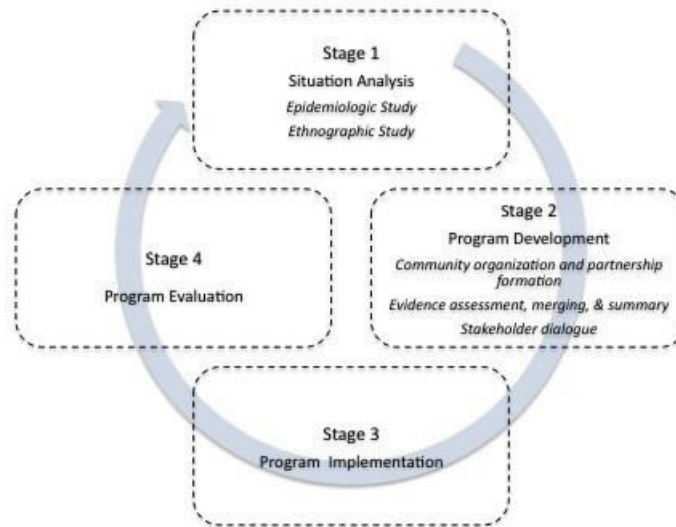 Stage 1
Situation Analysis
Epidemiologic Study
Ethnographic Study
Stage 2
Program Development
Community organization and partnership
formation
Evidence assessment, merging, & summary
Stakeholder dialogue
Stage 3
Program Implementation
Stage 4
Program Evaluation